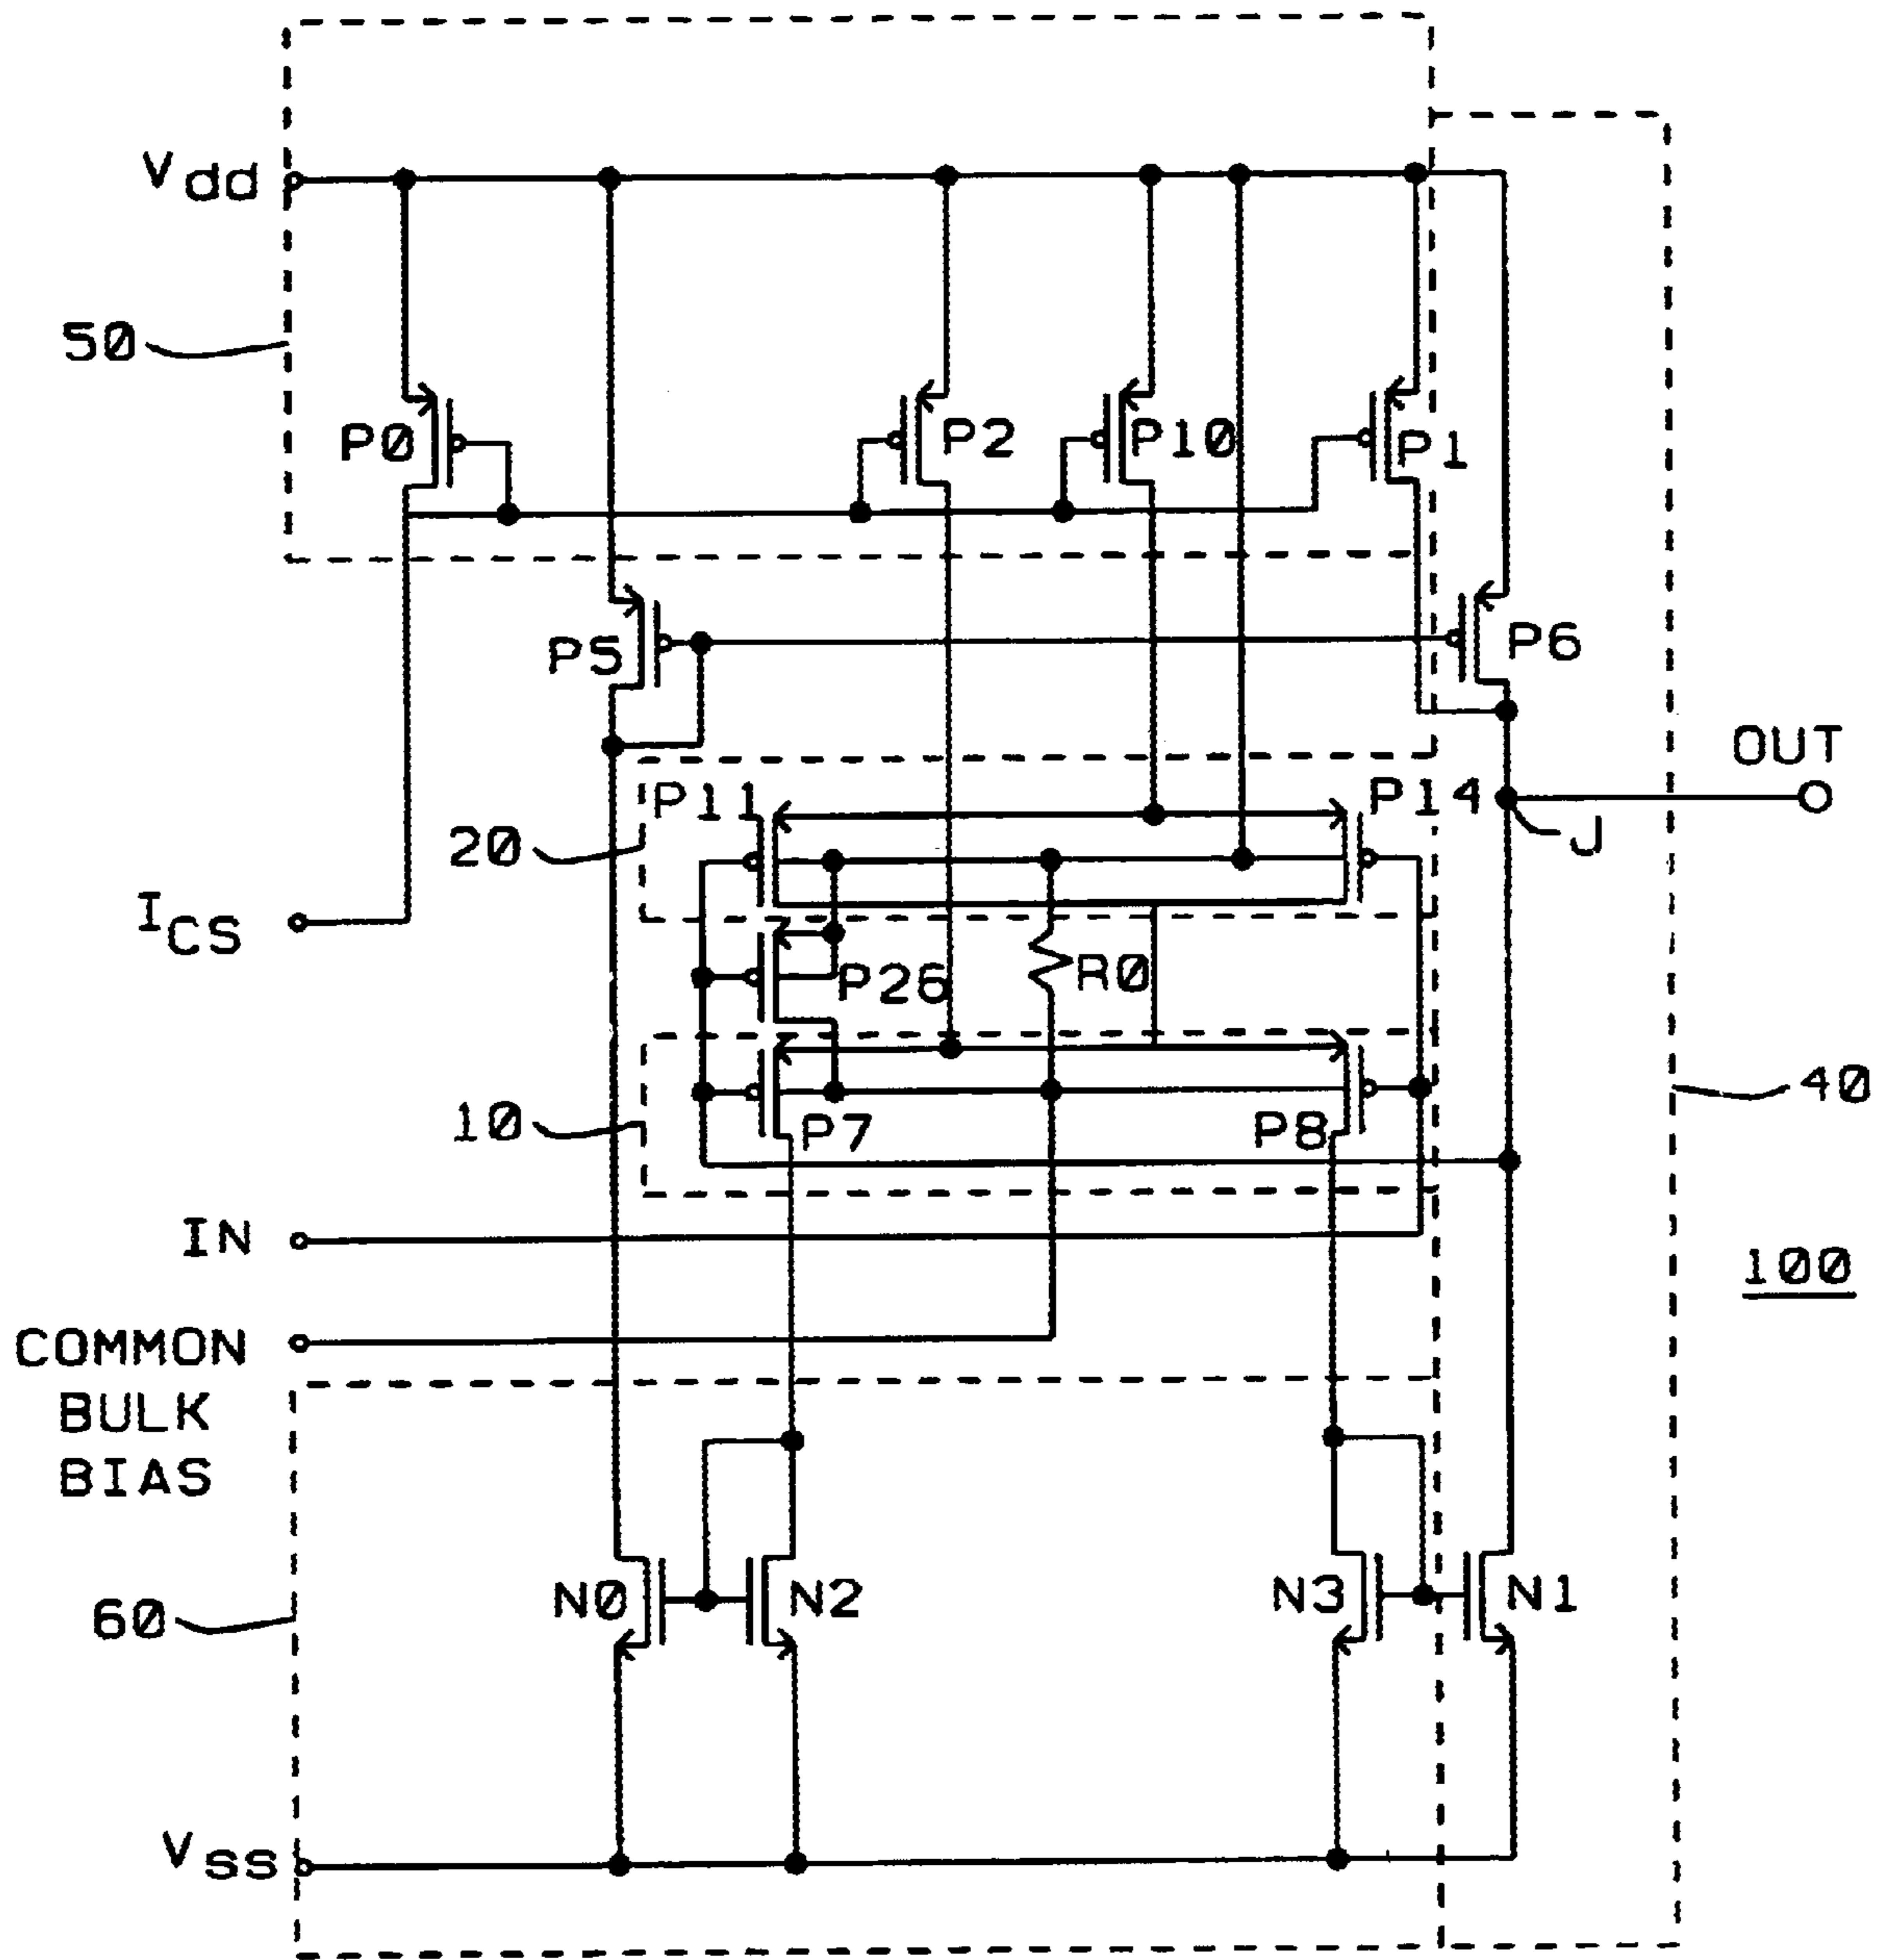 Vdd
50
P0
P2
P10
P1
P5
P6
OUT
P11
P14
J
20
ICS
P26
R0
40
10
P7
P8
IN
100
COMMON
BULK
BIAS
N0
N2
N3
N1
60
VSS